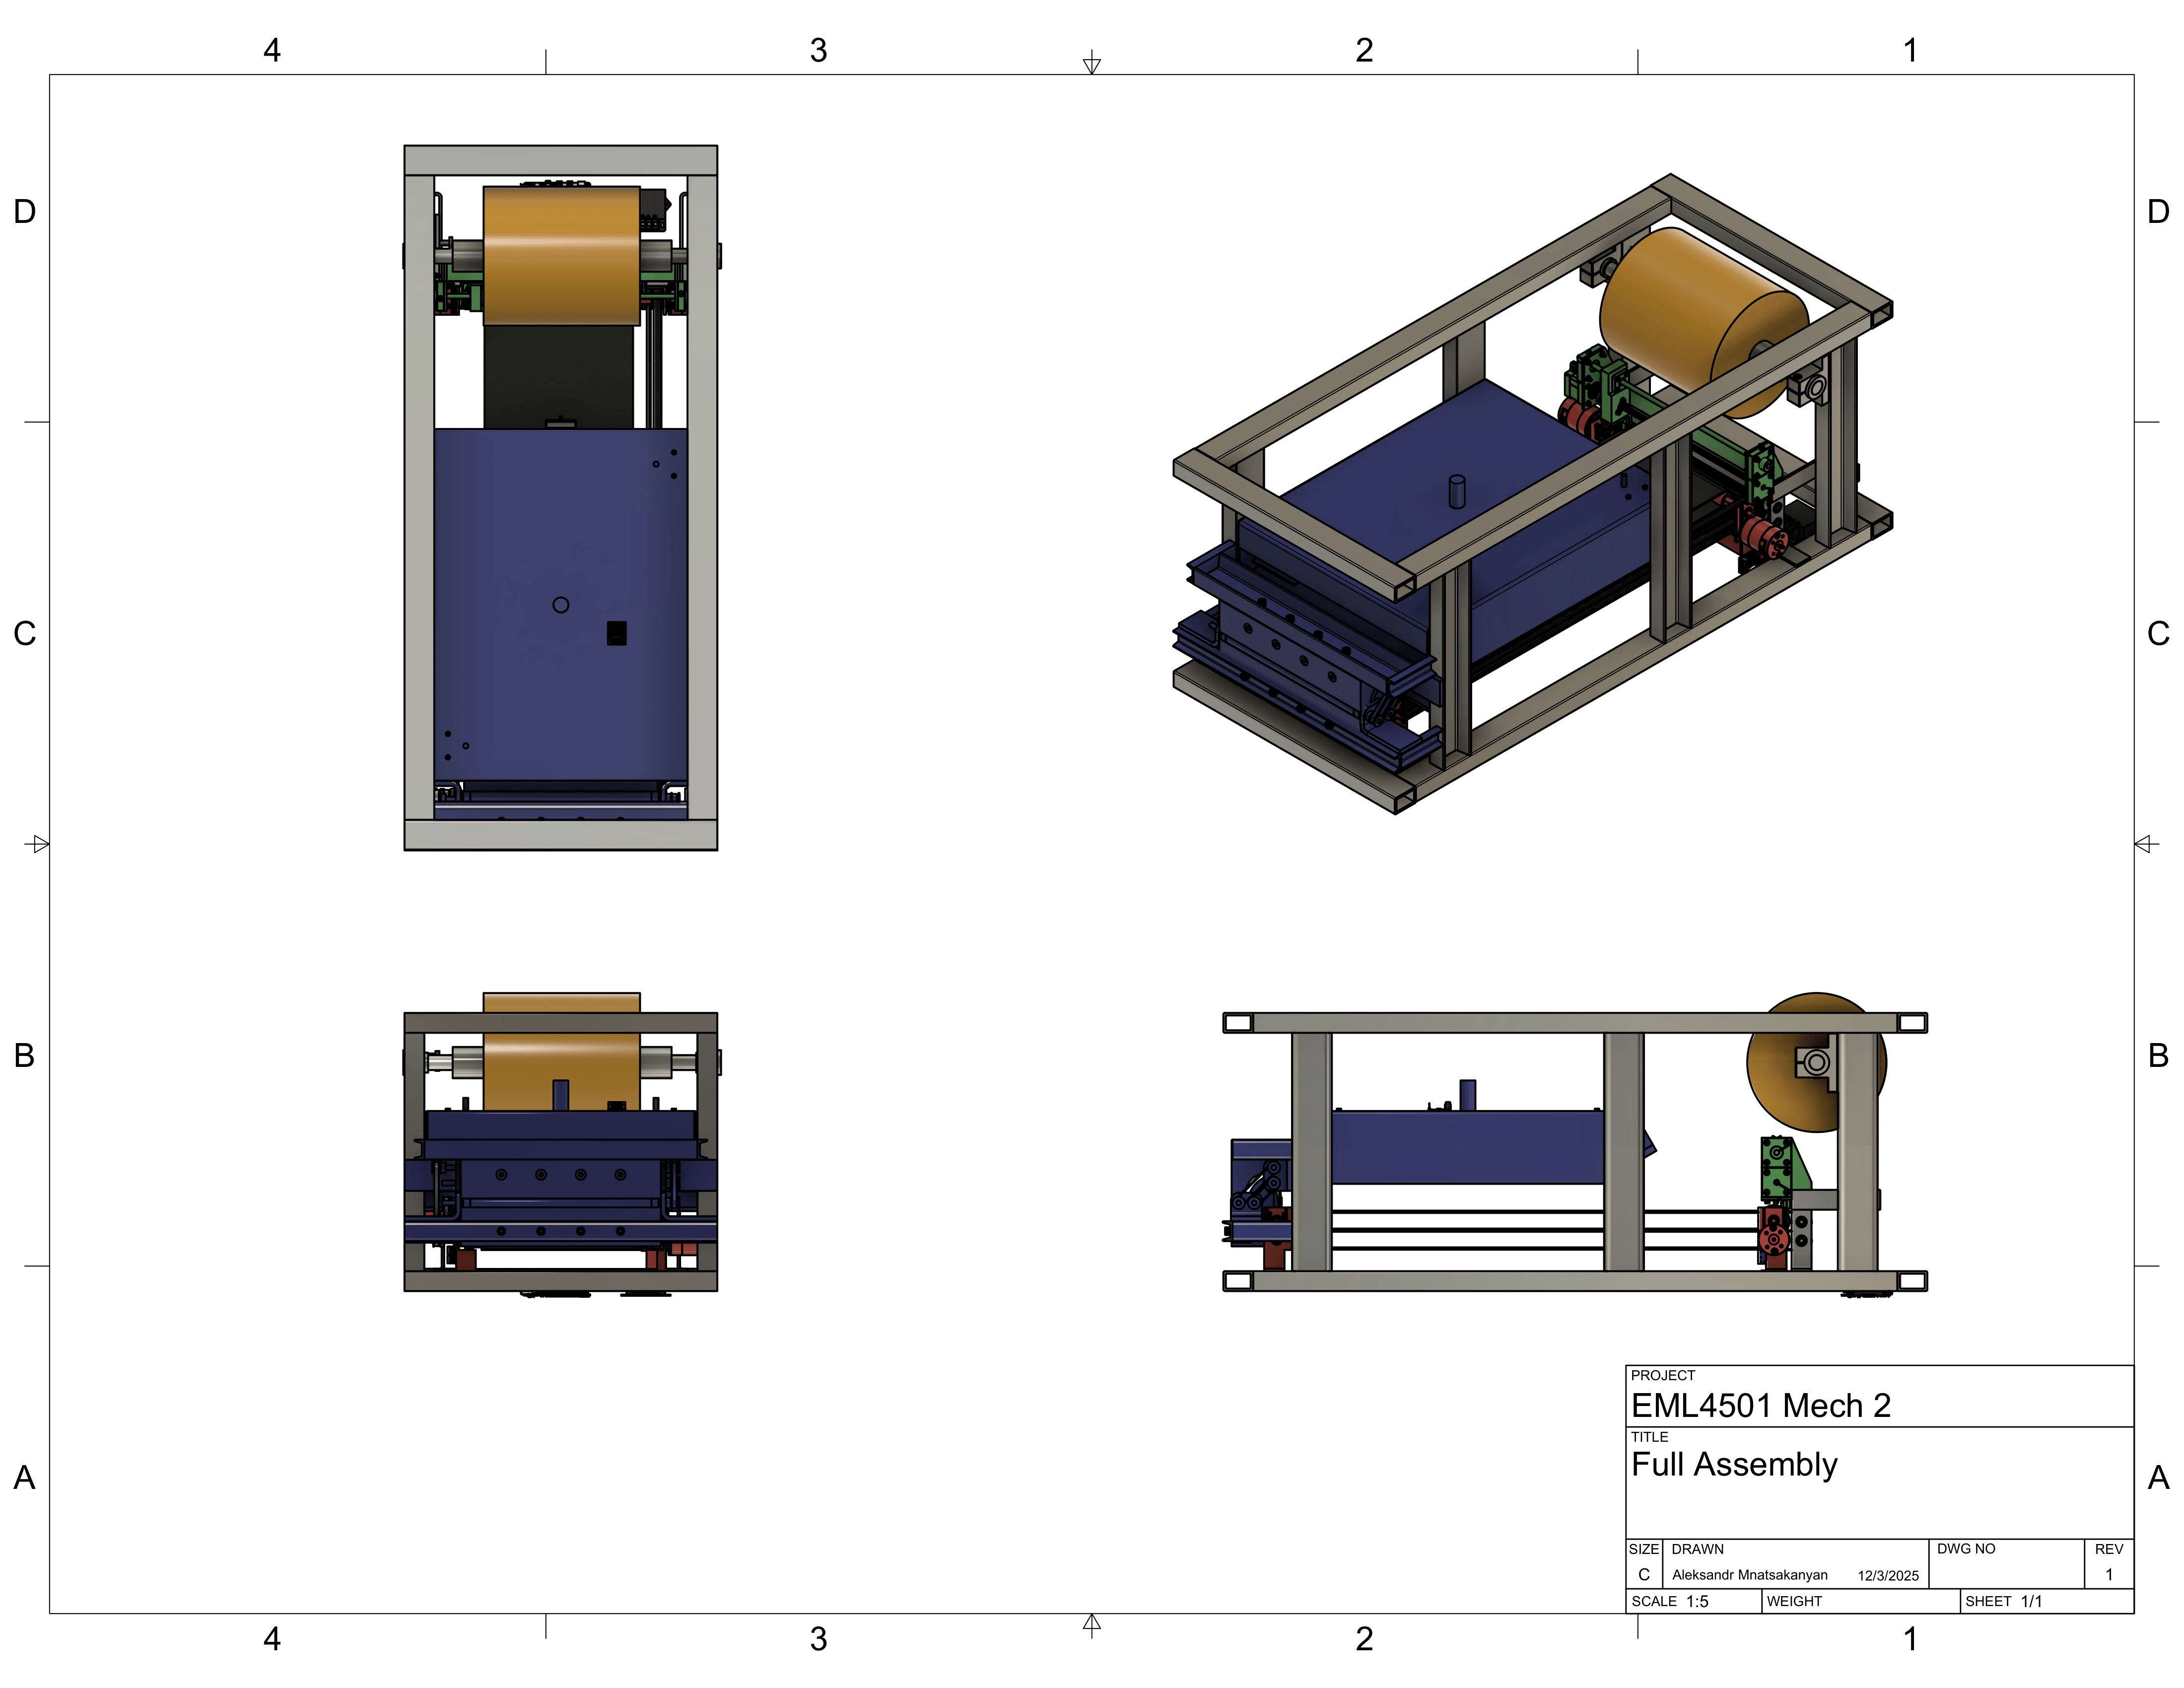 4 3 2 1
D D
C C
B B
A A
PROJECT
EML4501 Mech 2
TITLE
Full Assembly
SIZE DRAWN DWG NO REV
C Aleksandr Mnatsakanyan 12/3/2025 1
SCALE 1:5 WEIGHT SHEET 1/1
4 3 2 1